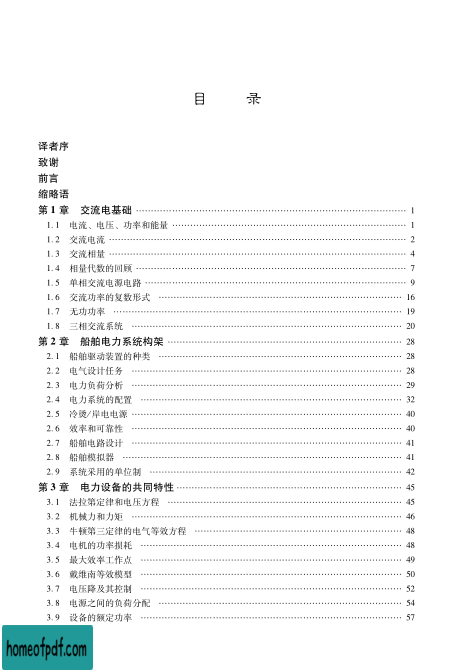 目 录
译者序
致谢
前言
缩略语
第1章 交流电基础 …… 1
1.1 电流、电压、功率和能量 …… 1
1.2 交流电流 …… 2
1.3 交流相量 …… 4
1.4 相量代数的回顾 …… 7
1.5 单相交流电源电路 …… 9
1.6 交流功率的复数形式 …… 16
1.7 无功功率 …… 19
1.8 三相交流系统 …… 20
第2章 船舶电力系统构架 …… 28
2.1 船舶驱动装置的种类 …… 28
2.2 电气设计任务 …… 28
2.3 电力负荷分析 …… 29
2.4 电力系统的配置 …… 32
2.5 冷烫/岸电电源 …… 40
2.6 效率和可靠性 …… 40
2.7 船舶电路设计 …… 41
2.8 船舶模拟器 …… 41
2.9 系统采用的单位制 …… 42
第3章 电力设备的共同特性 …… 45
3.1 法拉第定律和电压方程 …… 45
3.2 机械力和力矩 …… 46
3.3 牛顿第三定律的电气等效方程 …… 48
3.4 电机的功率损耗 …… 48
3.5 最大效率工作点 …… 49
3.6 戴维南等效模型 …… 50
3.7 电压降及其控制 …… 52
3.8 电源之间的负荷分配 …… 54
3.9 设备的额定功率 …… 57
homeofpdf.com